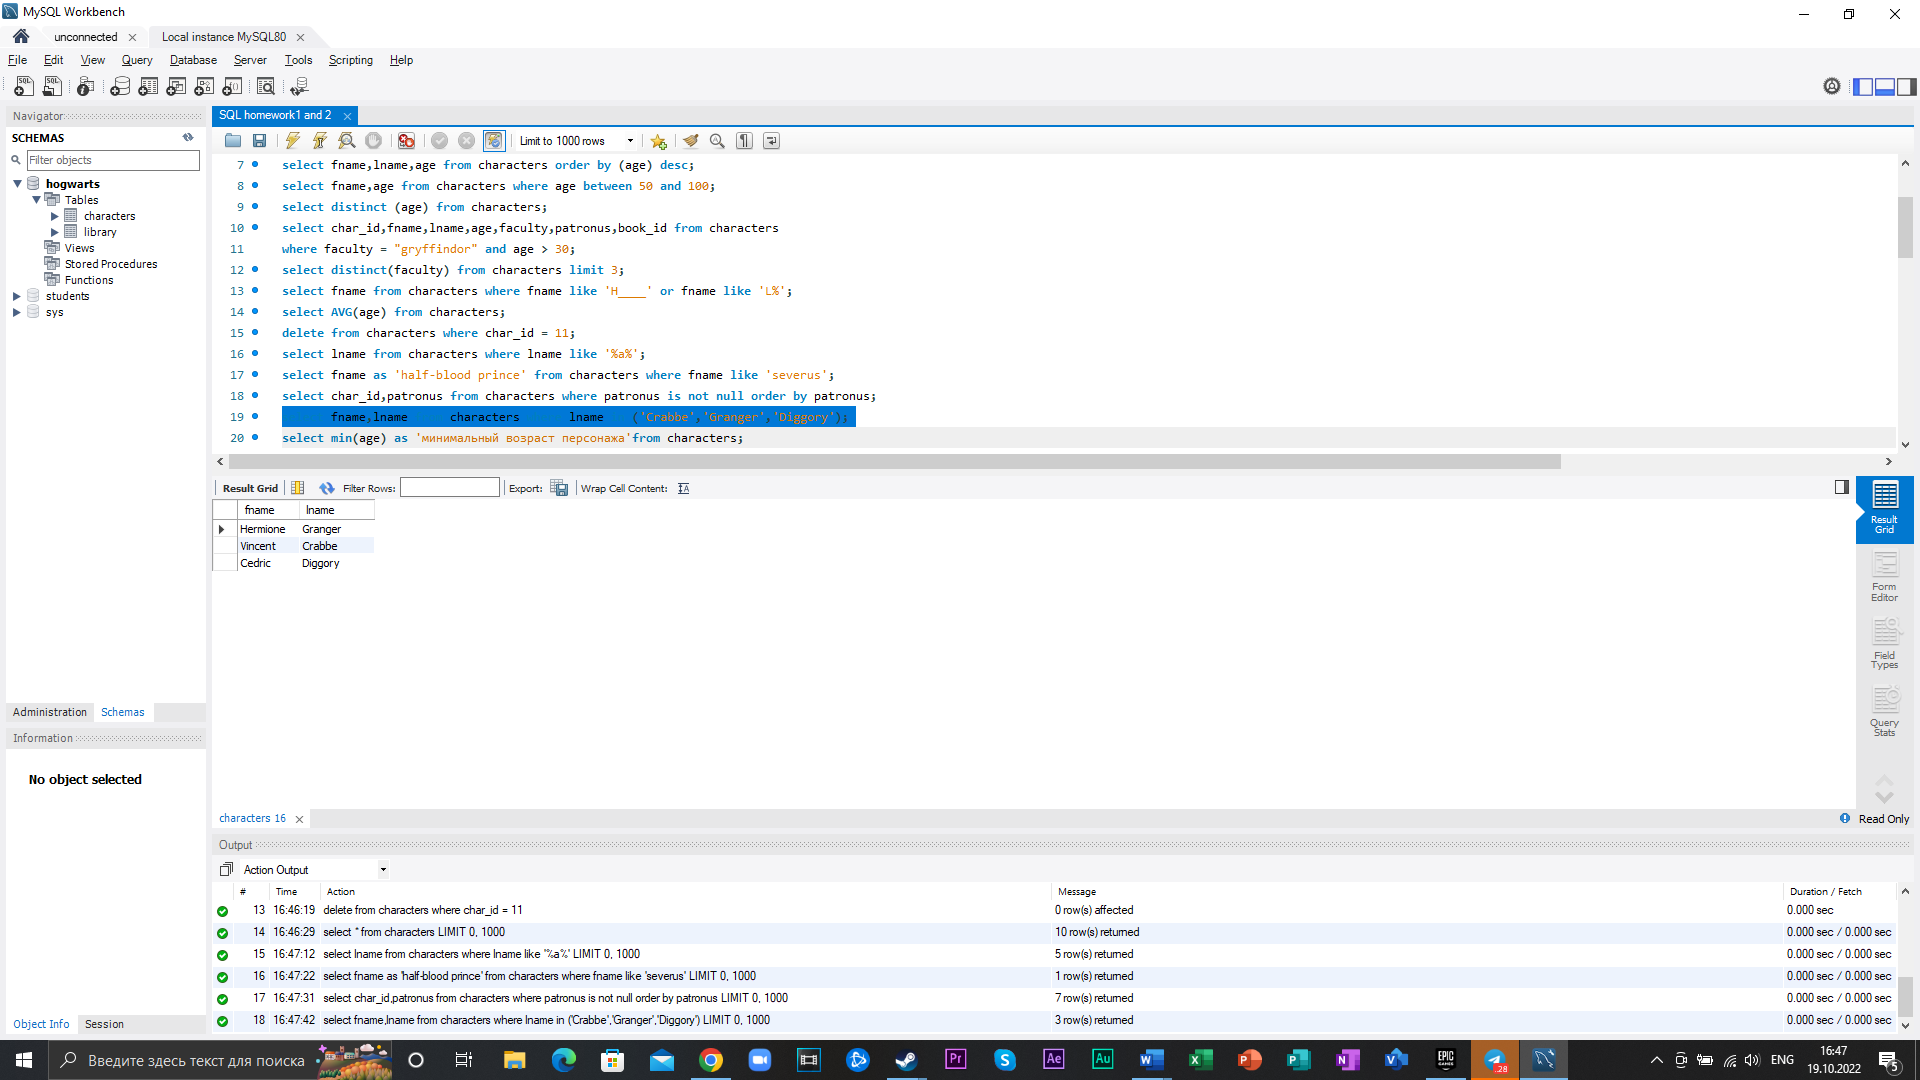 MySQL Workbench
unconnected
Local instance MySQL80
File Edit View Query Database Server Tools Scripting Help
Navigator
SCHEMAS
Filter objects
hogwarts
Tables
characters
library
Views
Stored Procedures
Functions
students
sys
Administration Schemas
Information
No object selected
Object Info Session
SQL homework1 and 2
Limit to 1000 rows
7 select fname,lname,age from characters order by (age) desc;
8 select fname,age from characters where age between 50 and 100;
9 select distinct (age) from characters;
10 select char_id,fname,lname,age,faculty,patronus,book_id from characters
11 where faculty = "gryffindor" and age > 30;
12 select distinct(faculty) from characters limit 3;
13 select fname from characters where fname like 'H____' or fname like 'L%';
14 select AVG(age) from characters;
15 delete from characters where char_id = 11;
16 select lname from characters where lname like '%a%';
17 select fname as 'half-blood prince' from characters where fname like 'severus';
18 select char_id,patronus from characters where patronus is not null order by patronus;
19 fname,lname characters lname ('Crabbe','Granger','Diggory');
20 select min(age) as 'минимальный возраст персонажа'from characters;
Result Grid Filter Rows: Export: Wrap Cell Content:
fname lname
Hermione Granger
Vincent Crabbe
Cedric Diggory
Result
Grid
Form
Editor
Field
Types
Query
Stats
characters 16
Read Only
Output
Action Output
# Time Action Message Duration / Fetch
13 16:46:19 delete from characters where char_id = 11 0 row(s) affected 0.000 sec
14 16:46:29 select * from characters LIMIT 0, 1000 10 row(s) returned 0.000 sec / 0.000 sec
15 16:47:12 select lname from characters where lname like '%a%' LIMIT 0, 1000 5 row(s) returned 0.000 sec / 0.000 sec
16 16:47:22 select fname as 'half-blood prince' from characters where fname like 'severus' LIMIT 0, 1000 1 row(s) returned 0.000 sec / 0.000 sec
17 16:47:31 select char_id,patronus from characters where patronus is not null order by patronus LIMIT 0, 1000 7 row(s) returned 0.000 sec / 0.000 sec
18 16:47:42 select fname,lname from characters where lname in ('Crabbe','Granger','Diggory') LIMIT 0, 1000 3 row(s) returned 0.000 sec / 0.000 sec
Введите здесь текст для поиска
Pr
Ae
Au
EPIC
GAMES
28
ENG
16:47
19.10.2022
5